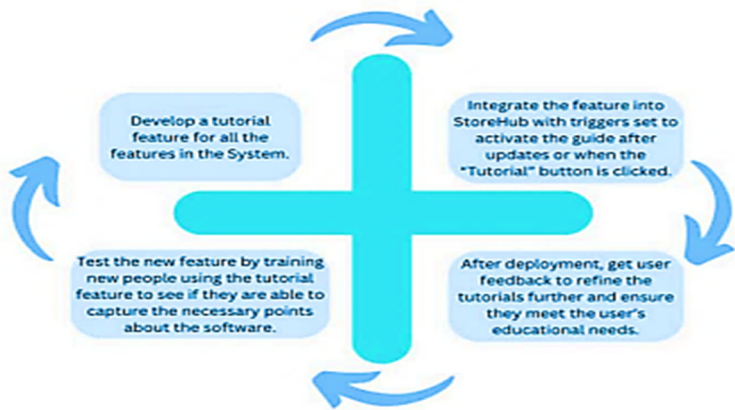 Develop a tutorial
feature for all the
features in the System.
Integrate the feature into
StoreHub with triggers set to
activate the guide after
updates or when the
"Tutorial" button is clicked.
After deployment, get user
feedback to refine the
tutorials further and ensure
they meet the user's
educational needs.
Test the new feature by training
new people using the tutorial
feature to see if they are able to
capture the necessary points
about the software.